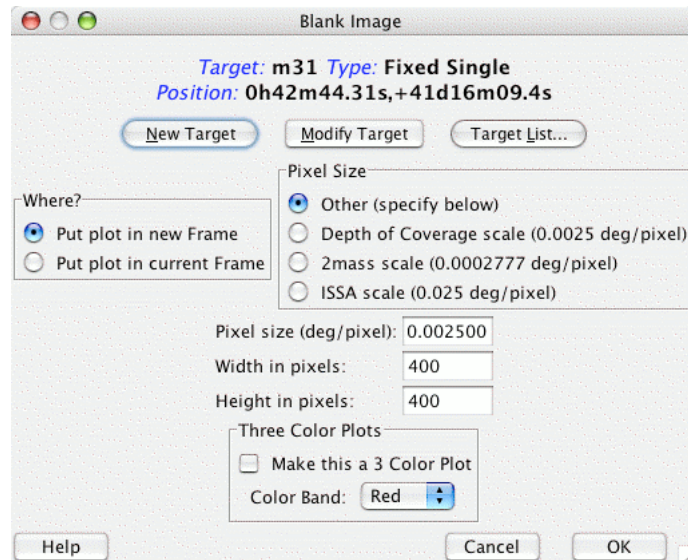 Blank Image
Target: m31 Type: Fixed Single
Position: 0h42m44.31s,+41d16m09.4s
New Target Modify Target Target List...
Where?
Put plot in new Frame
Put plot in current Frame
Pixel Size
Other (specify below)
Depth of Coverage scale (0.0025 deg/pixel)
2mass scale (0.0002777 deg/pixel)
ISSA scale (0.025 deg/pixel)
Pixel size (deg/pixel): 0.002500
Width in pixels: 400
Height in pixels: 400
Three Color Plots
Make this a 3 Color Plot
Color Band: Red
Help Cancel OK